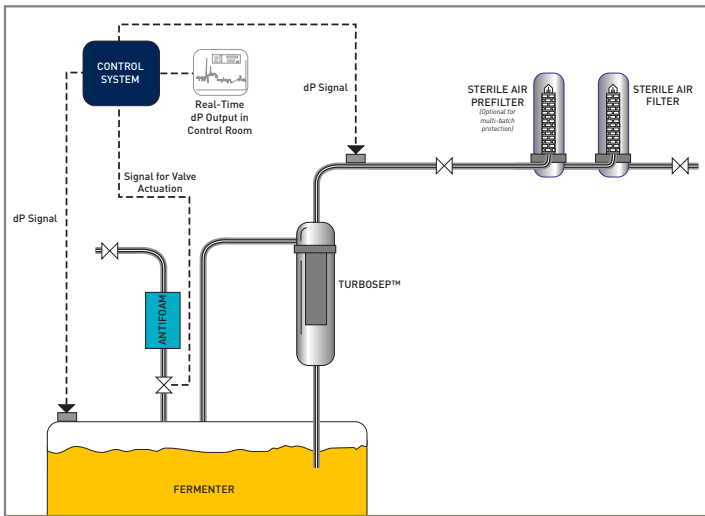 CONTROL
SYSTEM
Real-Time
dP Output in
Control Room
dP Signal
STERILE AIR
PREFILTER
(Optional for
multi-batch
protection)
STERILE AIR
FILTER
Signal for Valve
Actuation
dP Signal
TURBOSEP™
ANTIFOAM
FERMENTER